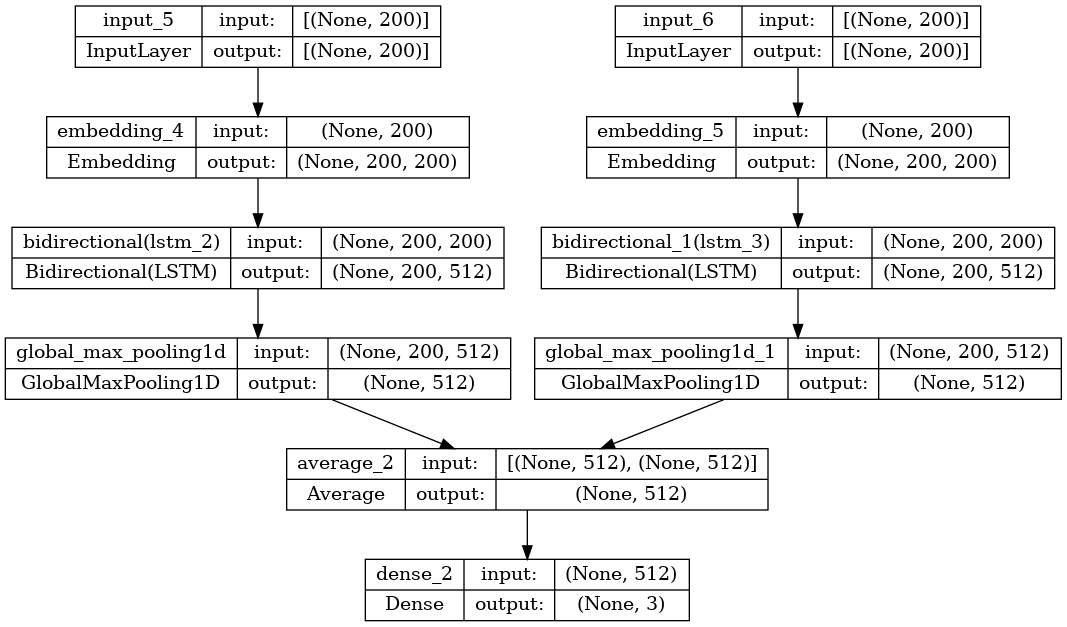 input_5 input: [(None, 200)]
InputLayer output: [(None, 200)]
input_6 input: [(None, 200)]
InputLayer output: [(None, 200)]
embedding_4 input: (None, 200)
Embedding output: (None, 200, 200)
embedding_5 input: (None, 200)
Embedding output: (None, 200, 200)
bidirectional(lstm_2) input: (None, 200, 200)
Bidirectional(LSTM) output: (None, 200, 512)
bidirectional_1(lstm_3) input: (None, 200, 200)
Bidirectional(LSTM) output: (None, 200, 512)
global_max_pooling1d input: (None, 200, 512)
GlobalMaxPooling1D output: (None, 512)
global_max_pooling1d_1 input: (None, 200, 512)
GlobalMaxPooling1D output: (None, 512)
average_2 input: [(None, 512), (None, 512)]
Average output: (None, 512)
dense_2 input: (None, 512)
Dense output: (None, 3)